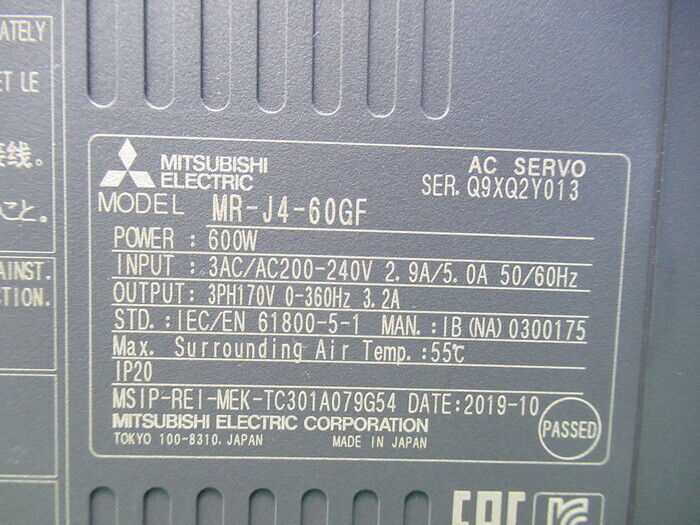 ATELY
ET LE
线。
こと。
AINST.
TION.
MITSUBISHI
ELECTRIC
AC SERVO
SER. Q9XQ2Y013
MODEL MR-J4-60GF
POWER : 600W
INPUT : 3AC/AC200-240V 2.9A/5.0A 50/60Hz
OUTPUT: 3PH170V 0-360Hz 3.2A
STD.: IEC/EN 61800-5-1 MAN.: IB(NA)0300175
Max. Surrounding Air Temp.:55℃
IP20
MSIP-REI-MEK-TC301A079G54 DATE:2019-10
MITSUBISHI ELECTRIC CORPORATION
TOKYO 100-8310, JAPAN MADE IN JAPAN
PASSED
EAC